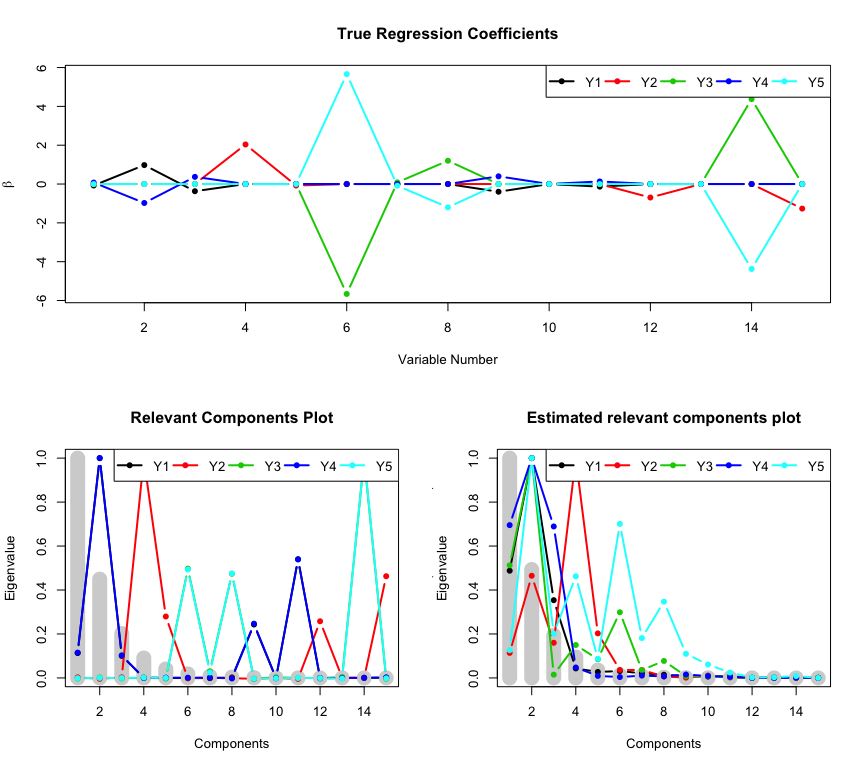 True Regression Coefficients
Y1 Y2 Y3 Y4 Y5
6
4
2
0
-2
-4
-6
β
2 4 6 8 10 12 14
Variable Number
Relevant Components Plot
Y1 Y2 Y3 Y4 Y5
1.0
0.8
0.6
0.4
0.2
0.0
Eigenvalue
2 4 6 8 10 12 14
Components
Estimated relevant components plot
Y1 Y2 Y3 Y4 Y5
1.0
0.8
0.6
0.4
0.2
0.0
Eigenvalue
2 4 6 8 10 12 14
Components